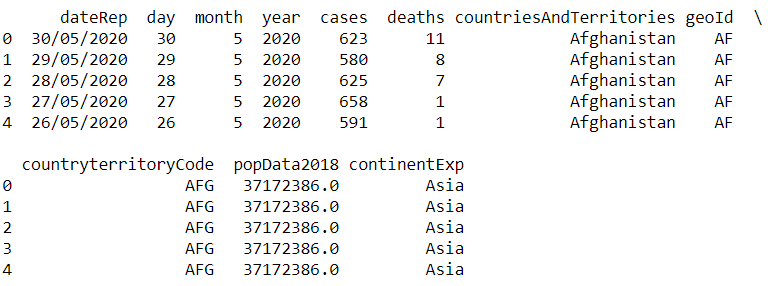 dateRep day month year cases deaths countriesAndTerritories geoId \
0 30/05/2020 30 5 2020 623 11 Afghanistan AF
1 29/05/2020 29 5 2020 580 8 Afghanistan AF
2 28/05/2020 28 5 2020 625 7 Afghanistan AF
3 27/05/2020 27 5 2020 658 1 Afghanistan AF
4 26/05/2020 26 5 2020 591 1 Afghanistan AF
countryterritoryCode popData2018 continentExp
0 AFG 37172386.0 Asia
1 AFG 37172386.0 Asia
2 AFG 37172386.0 Asia
3 AFG 37172386.0 Asia
4 AFG 37172386.0 Asia